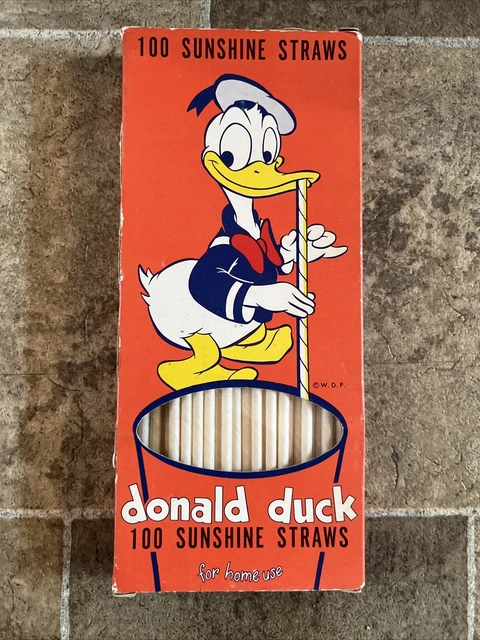 100 SUNSHINE STRAWS
© W.D.P.
donald duck
100 SUNSHINE STRAWS
for home use